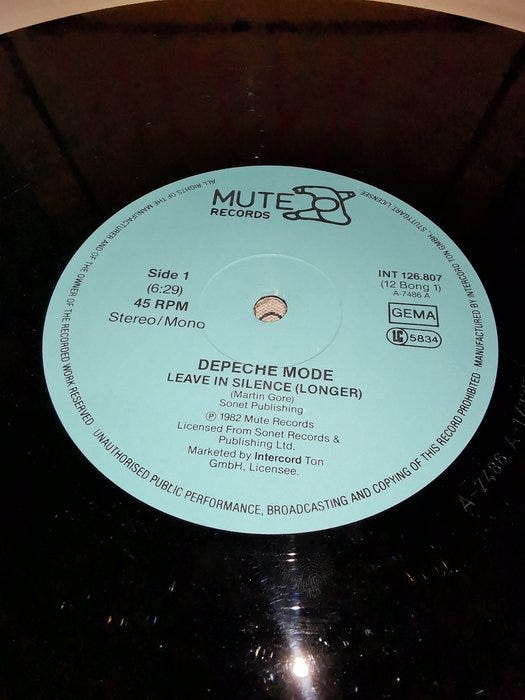 MUTE
RECORDS
Side 1
(6:29)
45 RPM
Stereo/Mono
INT 126.807
(12 Bong 1)
A-7486 A
GEMA
LC 5834
DEPECHE MODE
LEAVE IN SILENCE (LONGER)
(Martin Gore)
Sonet Publishing
℗ 1982 Mute Records
Licensed From Sonet Records &
Publishing Ltd.
Marketed by Intercord Ton
GmbH, Licensee.
ALL RIGHTS OF THE MANUFACTURER AND OF THE OWNER OF THE RECORDED WORK RESERVED · UNAUTHORISED PUBLIC PERFORMANCE, BROADCASTING AND COPYING OF THIS RECORD PROHIBITED · MANUFACTURED BY INTERCORD TON GMBH, STUTTGART, LICENSEE
A-7486 A